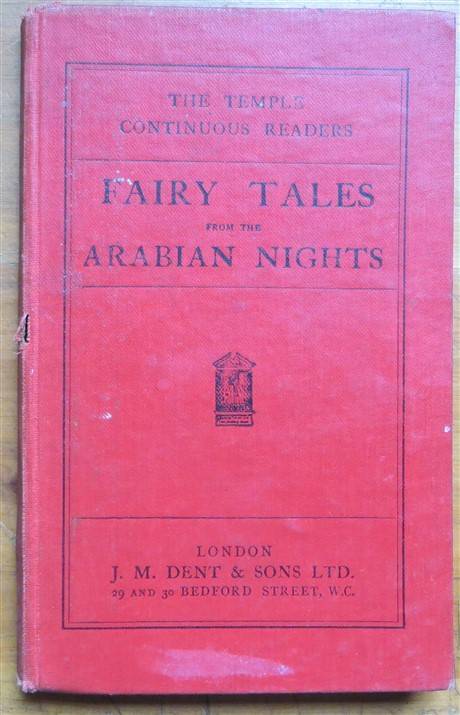 THE TEMPLE
CONTINUOUS READERS
FAIRY TALES
FROM THE
ARABIAN NIGHTS
LONDON
J. M. DENT & SONS LTD.
29 AND 30 BEDFORD STREET, W.C.